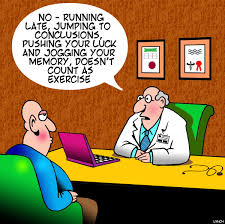 NO - RUNNING
LATE, JUMPING TO
CONCLUSIONS,
PUSHING YOUR LUCK
AND JOGGING YOUR
MEMORY, DOESN'T
COUNT AS
EXERCISE